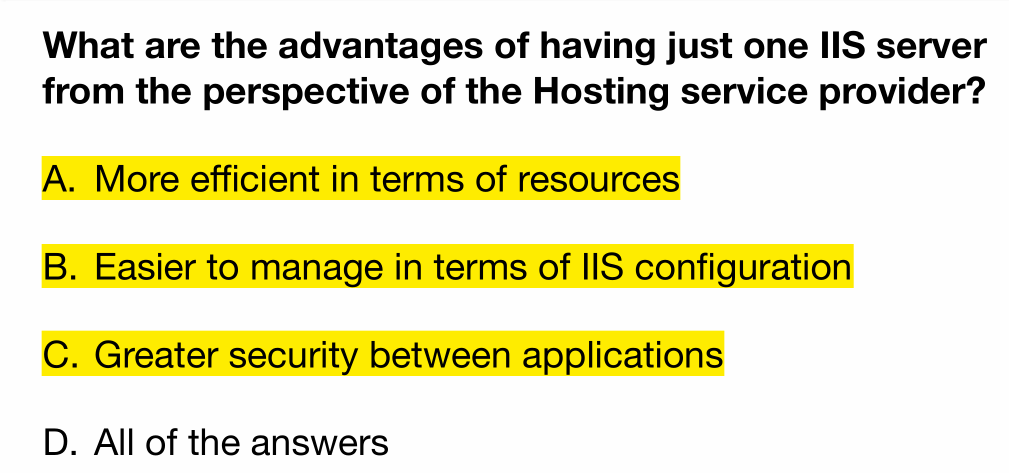 What are the advantages of having just one IIS server
from the perspective of the Hosting service provider?
A. More efficient in terms of resources
B. Easier to manage in terms of IIS configuration
C. Greater security between applications
D. All of the answers